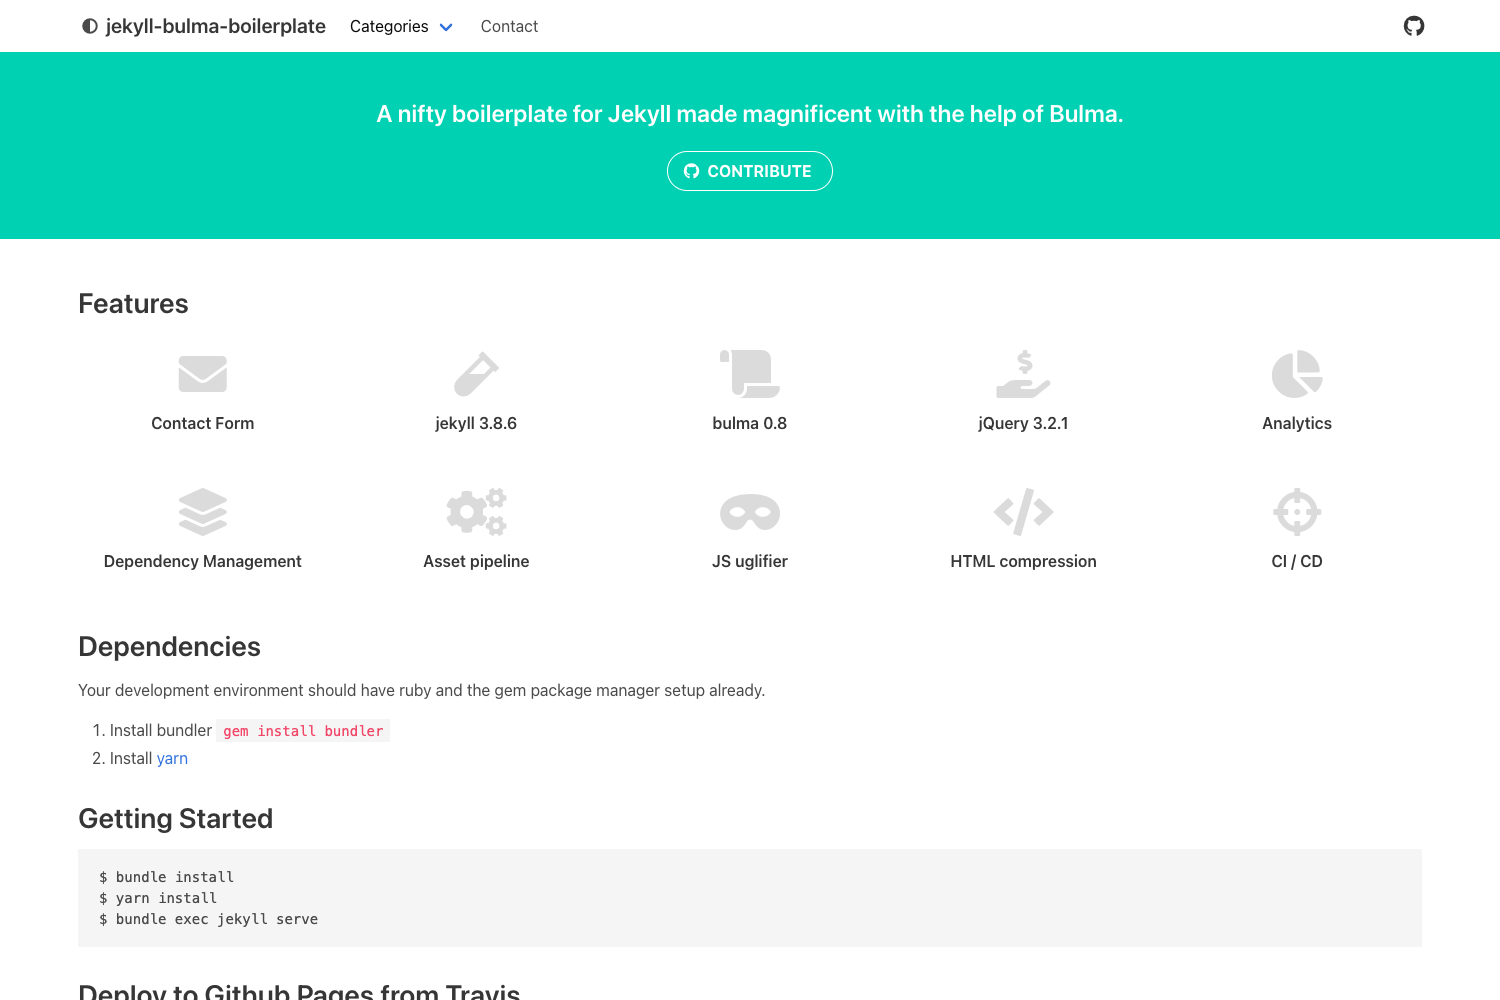 jekyll-bulma-boilerplate Categories Contact
A nifty boilerplate for Jekyll made magnificent with the help of Bulma.
CONTRIBUTE
Features
Contact Form
jekyll 3.8.6
bulma 0.8
jQuery 3.2.1
Analytics
Dependency Management
Asset pipeline
JS uglifier
HTML compression
CI / CD
Dependencies
Your development environment should have ruby and the gem package manager setup already.
1. Install bundler gem install bundler
2. Install yarn
Getting Started
$ bundle install
$ yarn install
$ bundle exec jekyll serve
Deploy to Github Pages from Travis